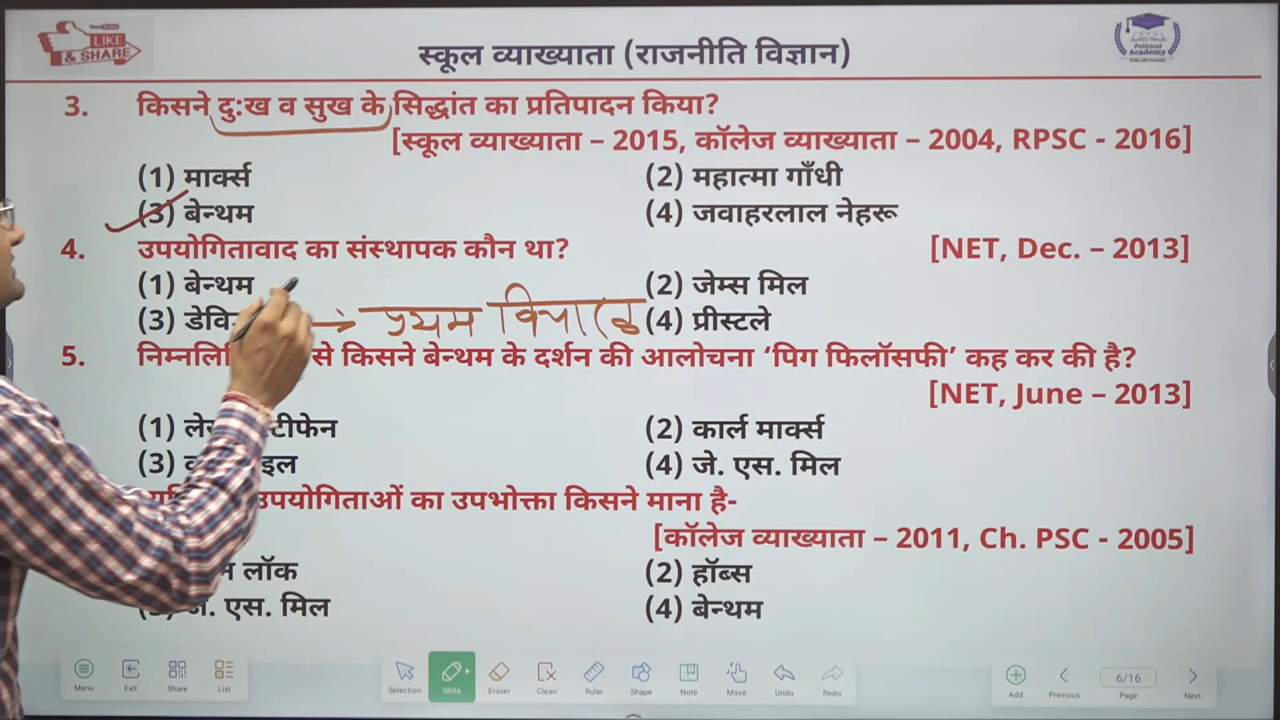 YouTube
LIKE
& SHARE
स्कूल व्याख्याता (राजनीति विज्ञान)
Political
Academy
3. किसने दु:ख व सुख के सिद्धांत का प्रतिपादन किया?
[स्कूल व्याख्याता – 2015, कॉलेज व्याख्याता – 2004, RPSC - 2016]
(1) मार्क्स (2) महात्मा गाँधी
(3) बेन्थम (4) जवाहरलाल नेहरू
4. उपयोगितावाद का संस्थापक कौन था? [NET, Dec. – 2013]
(1) बेन्थम (2) जेम्स मिल
(3) → प्रथम विचारक (4) प्रीस्टले
5. से किसने बेन्थम के दर्शन की आलोचना ‘पिग फिलॉसफी’ कह कर की है?
[NET, June – 2013]
(1) (2) कार्ल मार्क्स
(3) (4) जे. एस. मिल
उपयोगिताओं का उपभोक्ता किसने माना है-
[कॉलेज व्याख्याता – 2011, Ch. PSC - 2005]
लॉक (2) हॉब्स
एस. मिल (4) बेन्थम
Menu Exit Share List Selection Write Eraser Clean Ruler Shape Note Move Undo Redo Add Previous 6/16 Page Next